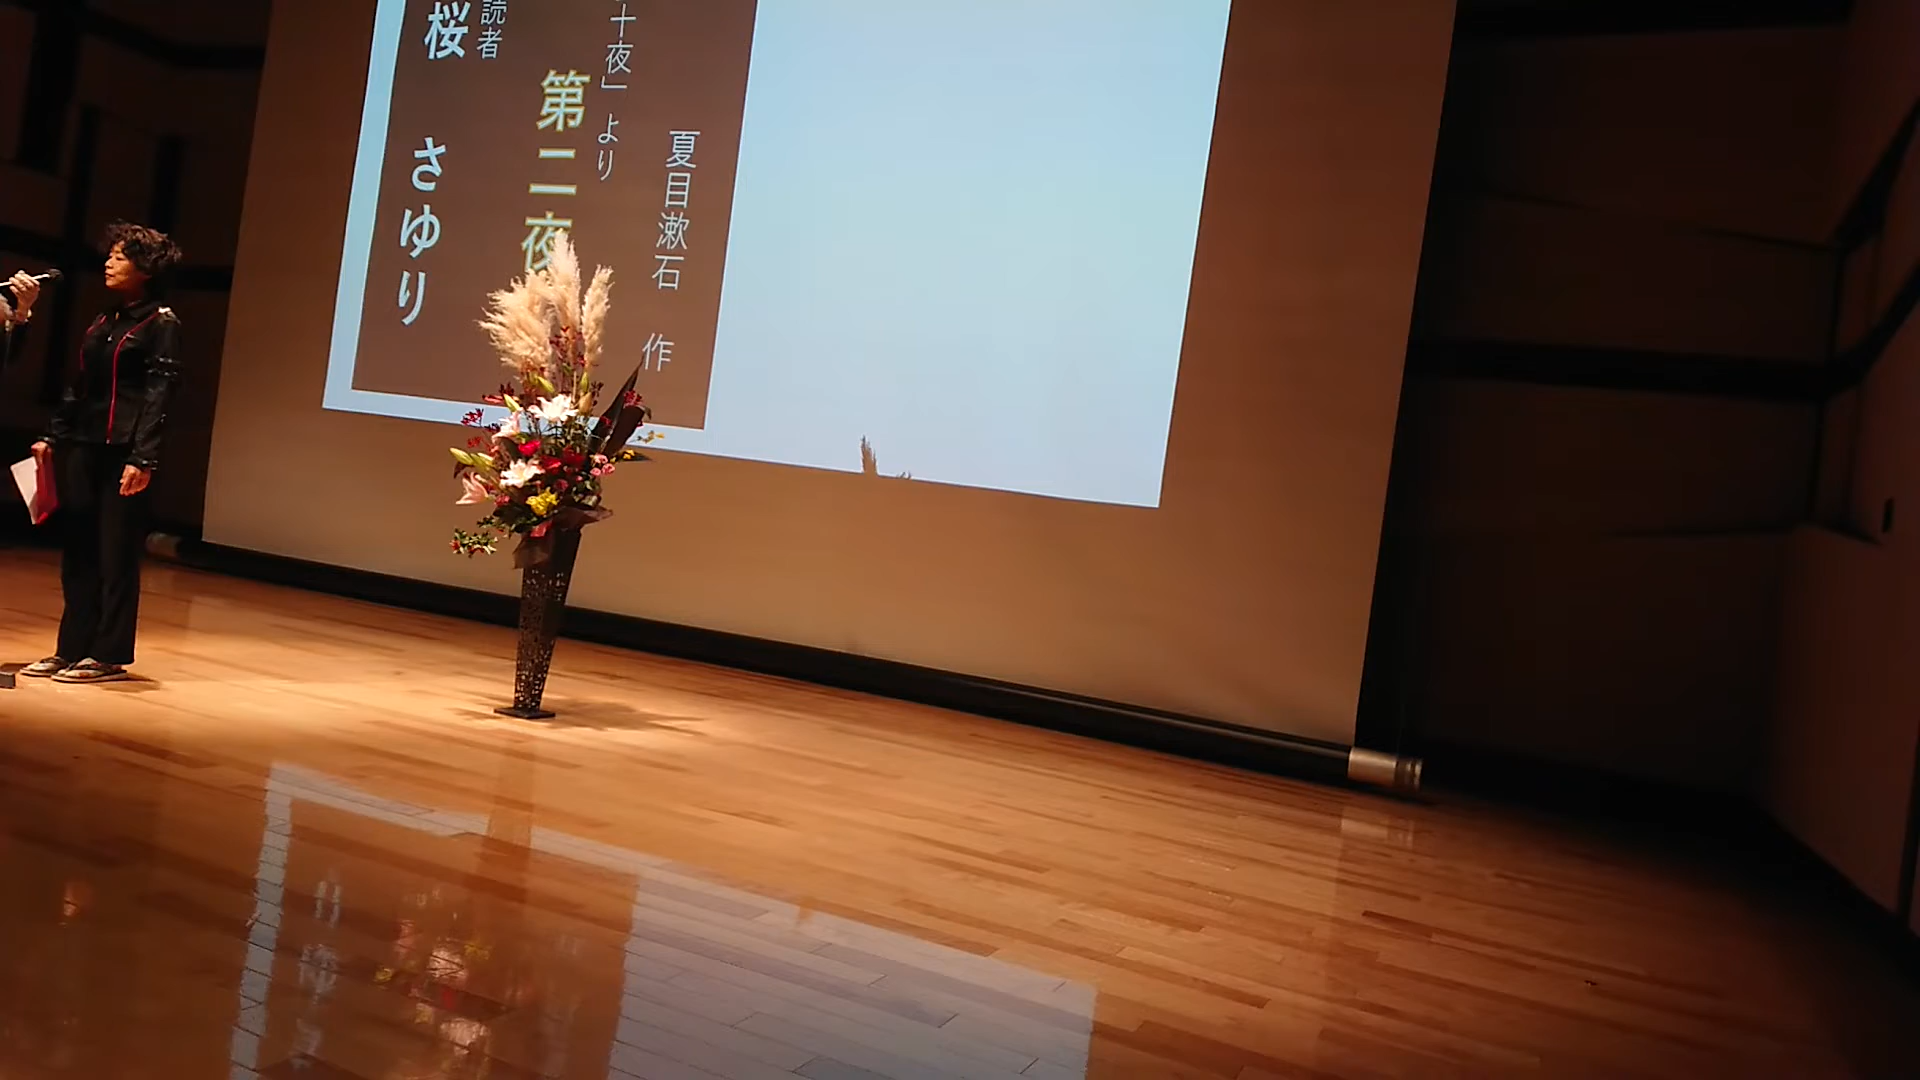 夏目漱石 作
十夜」より
第二夜
読者
桜 さゆり